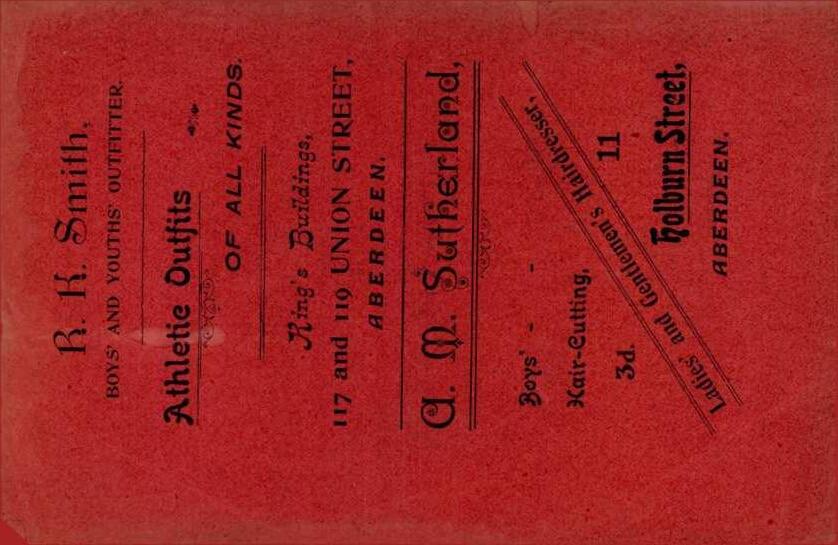 R. K. Smith,
BOYS' AND YOUTHS' OUTFITTER.
Athletic Outfits
OF ALL KINDS.
King's Buildings,
117 and 119 UNION STREET,
ABERDEEN.
A. M. Sutherland,
Ladies' and Gentlemen's Hairdresser,
Boys' - -
Hair-Cutting,
3d.
11
Holburn Street,
ABERDEEN.